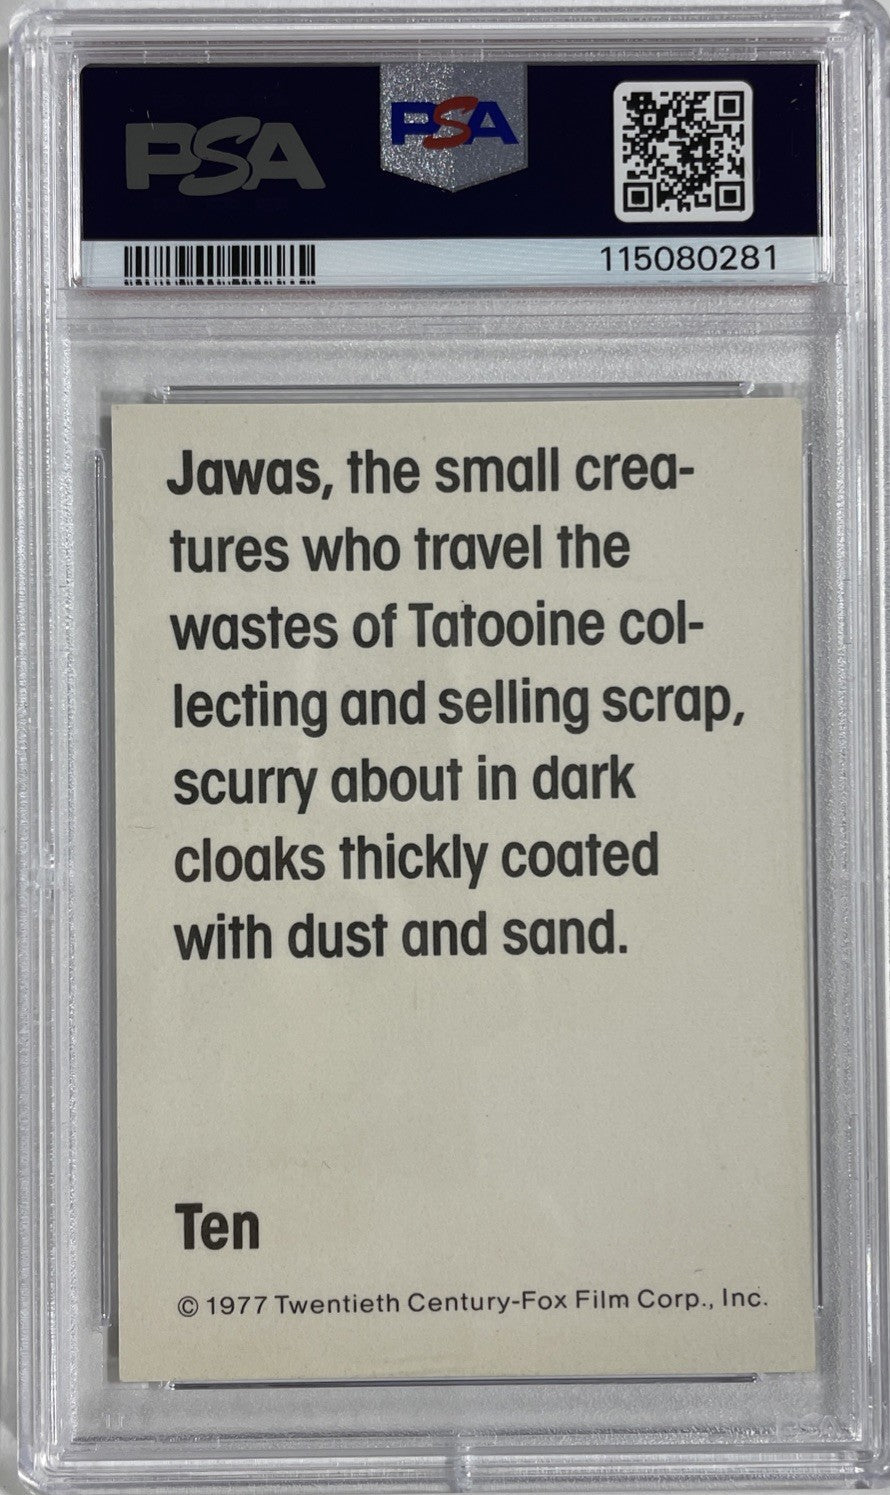 PSA
PSA
115080281
Jawas, the small crea-
tures who travel the
wastes of Tatooine col-
lecting and selling scrap,
scurry about in dark
cloaks thickly coated
with dust and sand.
Ten
© 1977 Twentieth Century-Fox Film Corp., Inc.
PSA